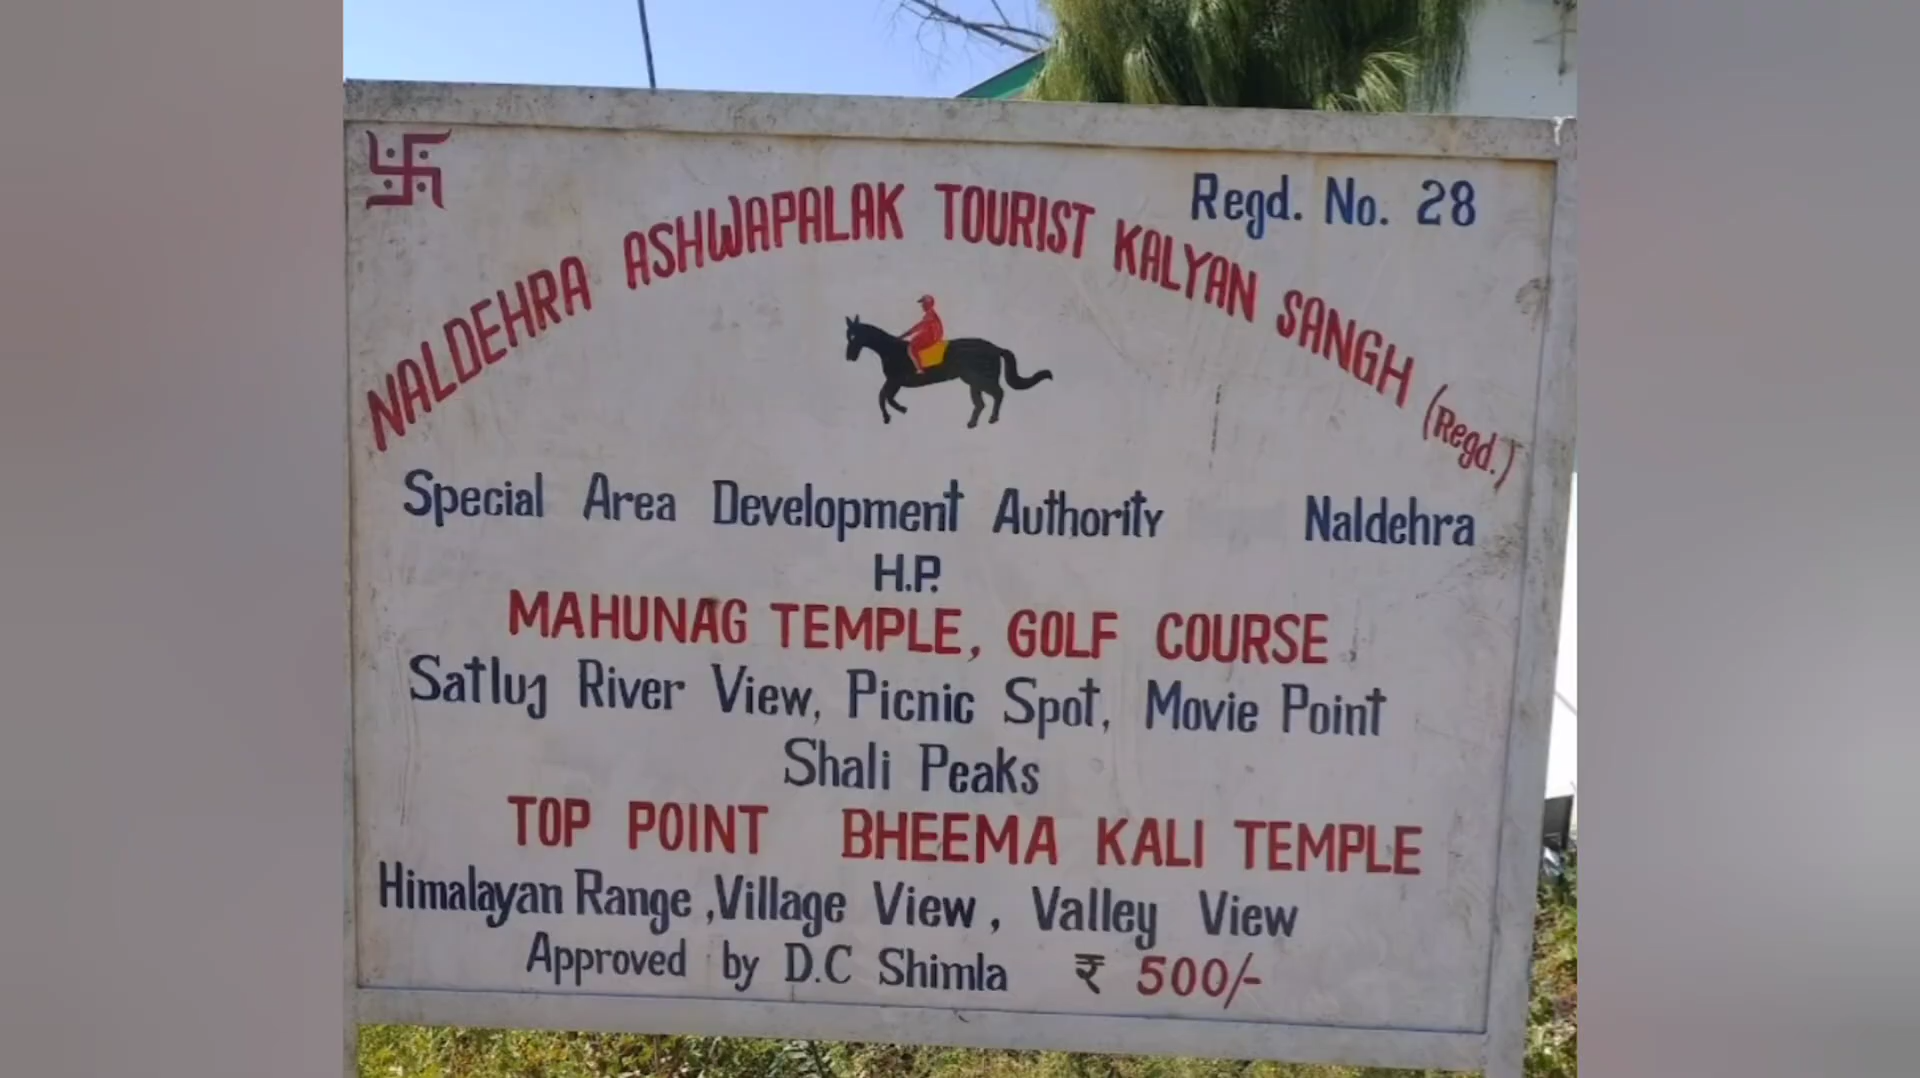 Regd. No. 28
NALDEHRA ASHWAPALAK TOURIST KALYAN SANGH (Regd.)
Special Area Development Authority Naldehra
H.P.
MAHUNAG TEMPLE, GOLF COURSE
Satluj River View, Picnic Spot, Movie Point
Shali Peaks
TOP POINT BHEEMA KALI TEMPLE
Himalayan Range, Village View, Valley View
Approved by D.C Shimla ₹ 500/-